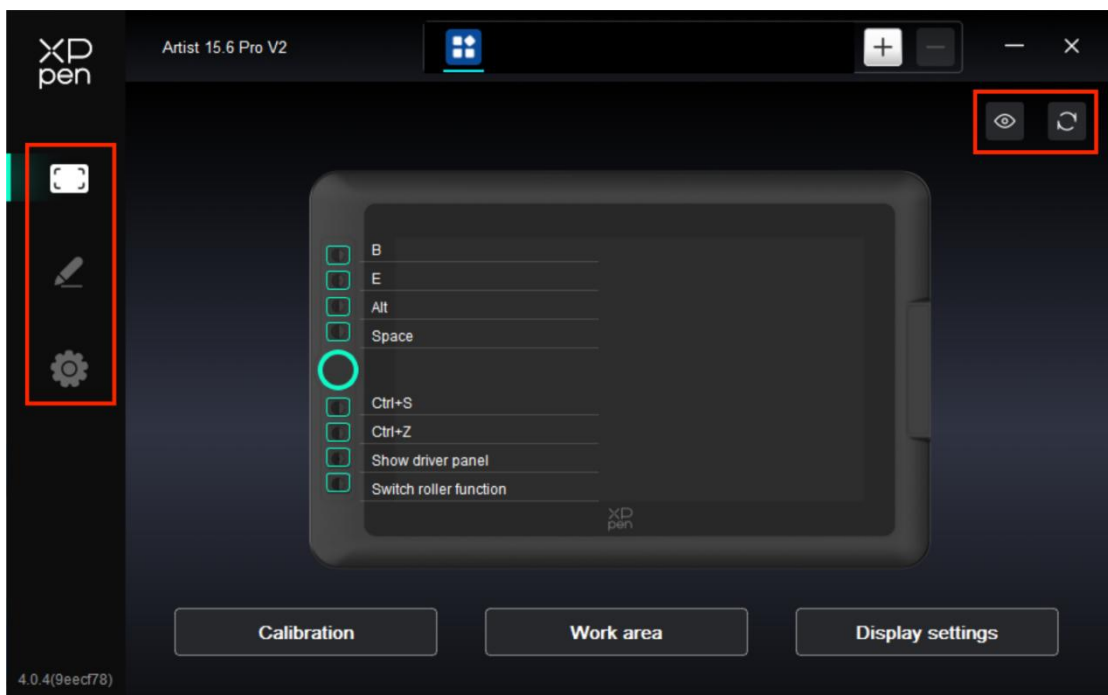 XP
pen
Artist 15.6 Pro V2
B
E
Alt
Space
Ctrl+S
Ctrl+Z
Show driver panel
Switch roller function
XP
pen
Calibration
Work area
Display settings
4.0.4(9eecf78)